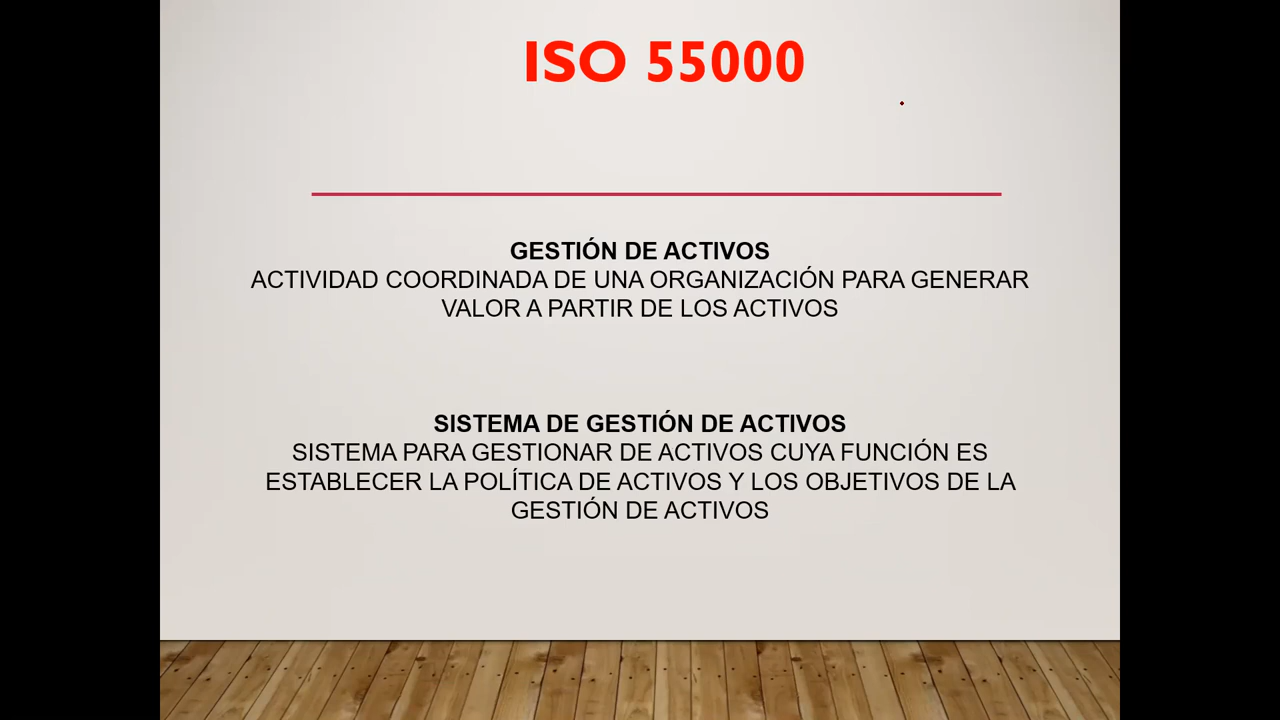 ISO 55000
GESTIÓN DE ACTIVOS
ACTIVIDAD COORDINADA DE UNA ORGANIZACIÓN PARA GENERAR
VALOR A PARTIR DE LOS ACTIVOS
SISTEMA DE GESTIÓN DE ACTIVOS
SISTEMA PARA GESTIONAR DE ACTIVOS CUYA FUNCIÓN ES
ESTABLECER LA POLÍTICA DE ACTIVOS Y LOS OBJETIVOS DE LA
GESTIÓN DE ACTIVOS